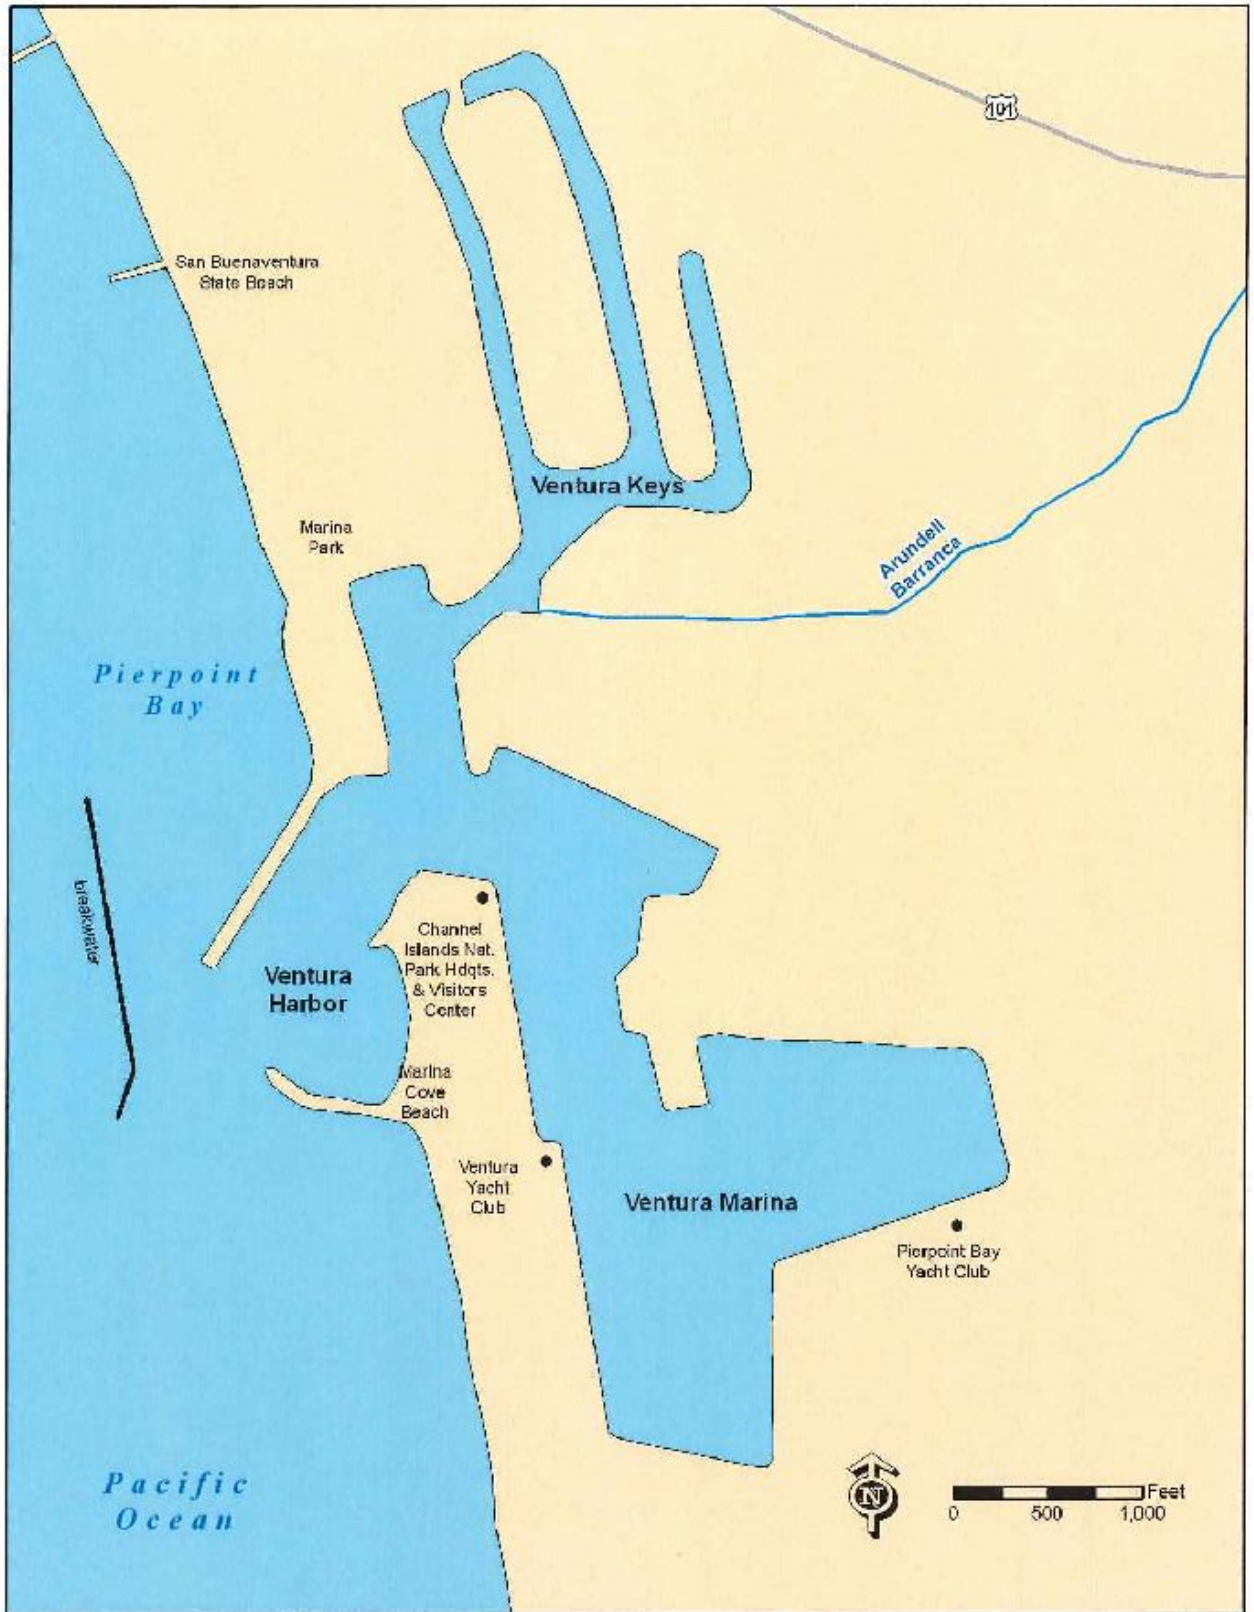 101
San Buenaventura
State Beach
Ventura Keys
Marina
Park
Arundell
Barranca
Pierpoint
Bay
breakwater
Channel
Islands Nat.
Park Hdqts.
& Visitors
Center
Ventura
Harbor
Marina
Cove
Beach
Ventura
Yacht
Club
Ventura Marina
Pierpoint Bay
Yacht Club
Pacific
Ocean
N
Feet
0 500 1,000